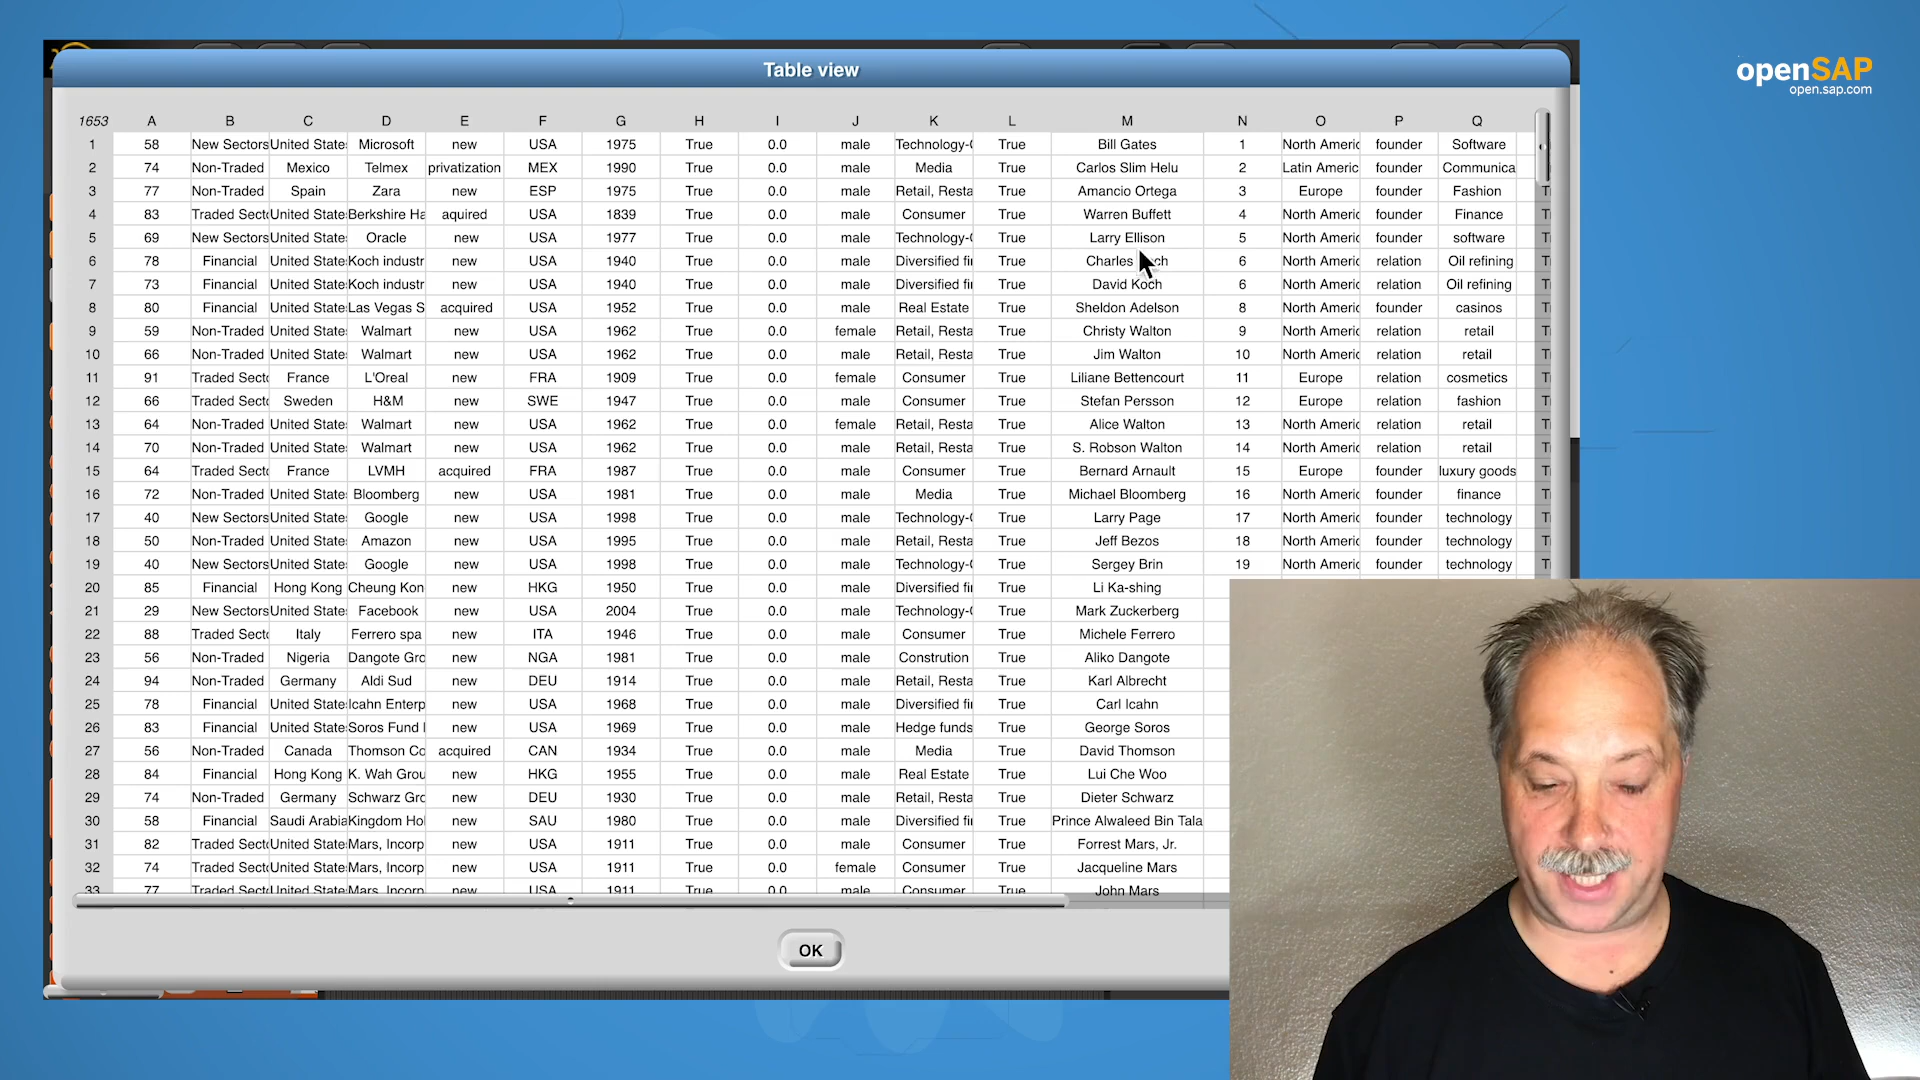 Table view
openSAP
open.sap.com
1653 A B C D E F G H I J K L M N O P Q
1 58 New Sectors United State Microsoft new USA 1975 True 0.0 male Technology-C True Bill Gates 1 North Americ founder Software
2 74 Non-Traded Mexico Telmex privatization MEX 1990 True 0.0 male Media True Carlos Slim Helu 2 Latin Americ founder Communica
3 77 Non-Traded Spain Zara new ESP 1975 True 0.0 male Retail, Resta True Amancio Ortega 3 Europe founder Fashion T
4 83 Traded Secto United State Berkshire Ha aquired USA 1839 True 0.0 male Consumer True Warren Buffett 4 North Americ founder Finance T
5 69 New Sectors United State Oracle new USA 1977 True 0.0 male Technology-C True Larry Ellison 5 North Americ founder software T
6 78 Financial United State Koch industr new USA 1940 True 0.0 male Diversified fi True Charles ch 6 North Americ relation Oil refining T
7 73 Financial United State Koch industr new USA 1940 True 0.0 male Diversified fi True David Koch 6 North Americ relation Oil refining T
8 80 Financial United State Las Vegas S acquired USA 1952 True 0.0 male Real Estate True Sheldon Adelson 8 North Americ founder casinos T
9 59 Non-Traded United State Walmart new USA 1962 True 0.0 female Retail, Resta True Christy Walton 9 North Americ relation retail T
10 66 Non-Traded United State Walmart new USA 1962 True 0.0 male Retail, Resta True Jim Walton 10 North Americ relation retail T
11 91 Traded Secto France L'Oreal new FRA 1909 True 0.0 female Consumer True Liliane Bettencourt 11 Europe relation cosmetics T
12 66 Traded Secto Sweden H&M new SWE 1947 True 0.0 male Consumer True Stefan Persson 12 Europe relation fashion T
13 64 Non-Traded United State Walmart new USA 1962 True 0.0 female Retail, Resta True Alice Walton 13 North Americ relation retail T
14 70 Non-Traded United State Walmart new USA 1962 True 0.0 male Retail, Resta True S. Robson Walton 14 North Americ relation retail T
15 64 Traded Secto France LVMH acquired FRA 1987 True 0.0 male Consumer True Bernard Arnault 15 Europe founder luxury goods T
16 72 Non-Traded United State Bloomberg new USA 1981 True 0.0 male Media True Michael Bloomberg 16 North Americ founder finance T
17 40 New Sectors United State Google new USA 1998 True 0.0 male Technology-C True Larry Page 17 North Americ founder technology T
18 50 Non-Traded United State Amazon new USA 1995 True 0.0 male Retail, Resta True Jeff Bezos 18 North Americ founder technology T
19 40 New Sectors United State Google new USA 1998 True 0.0 male Technology-C True Sergey Brin 19 North Americ founder technology T
20 85 Financial Hong Kong Cheung Kon new HKG 1950 True 0.0 male Diversified fi True Li Ka-shing
21 29 New Sectors United State Facebook new USA 2004 True 0.0 male Technology-C True Mark Zuckerberg
22 88 Traded Secto Italy Ferrero spa new ITA 1946 True 0.0 male Consumer True Michele Ferrero
23 56 Non-Traded Nigeria Dangote Gro new NGA 1981 True 0.0 male Constrution True Aliko Dangote
24 94 Non-Traded Germany Aldi Sud new DEU 1914 True 0.0 male Retail, Resta True Karl Albrecht
25 78 Financial United State Icahn Enterp new USA 1968 True 0.0 male Diversified fi True Carl Icahn
26 83 Financial United State Soros Fund new USA 1969 True 0.0 male Hedge funds True George Soros
27 56 Non-Traded Canada Thomson Co acquired CAN 1934 True 0.0 male Media True David Thomson
28 84 Financial Hong Kong K. Wah Grou new HKG 1955 True 0.0 male Real Estate True Lui Che Woo
29 74 Non-Traded Germany Schwarz Gro new DEU 1930 True 0.0 male Retail, Resta True Dieter Schwarz
30 58 Financial Saudi Arabia Kingdom Ho new SAU 1980 True 0.0 male Diversified fi True Prince Alwaleed Bin Tala
31 82 Traded Secto United State Mars, Incorp new USA 1911 True 0.0 male Consumer True Forrest Mars, Jr.
32 74 Traded Secto United State Mars, Incorp new USA 1911 True 0.0 female Consumer True Jacqueline Mars
33 77 Traded Secto United State Mars, Incorp new USA 1911 True 0.0 male Consumer True John Mars
OK